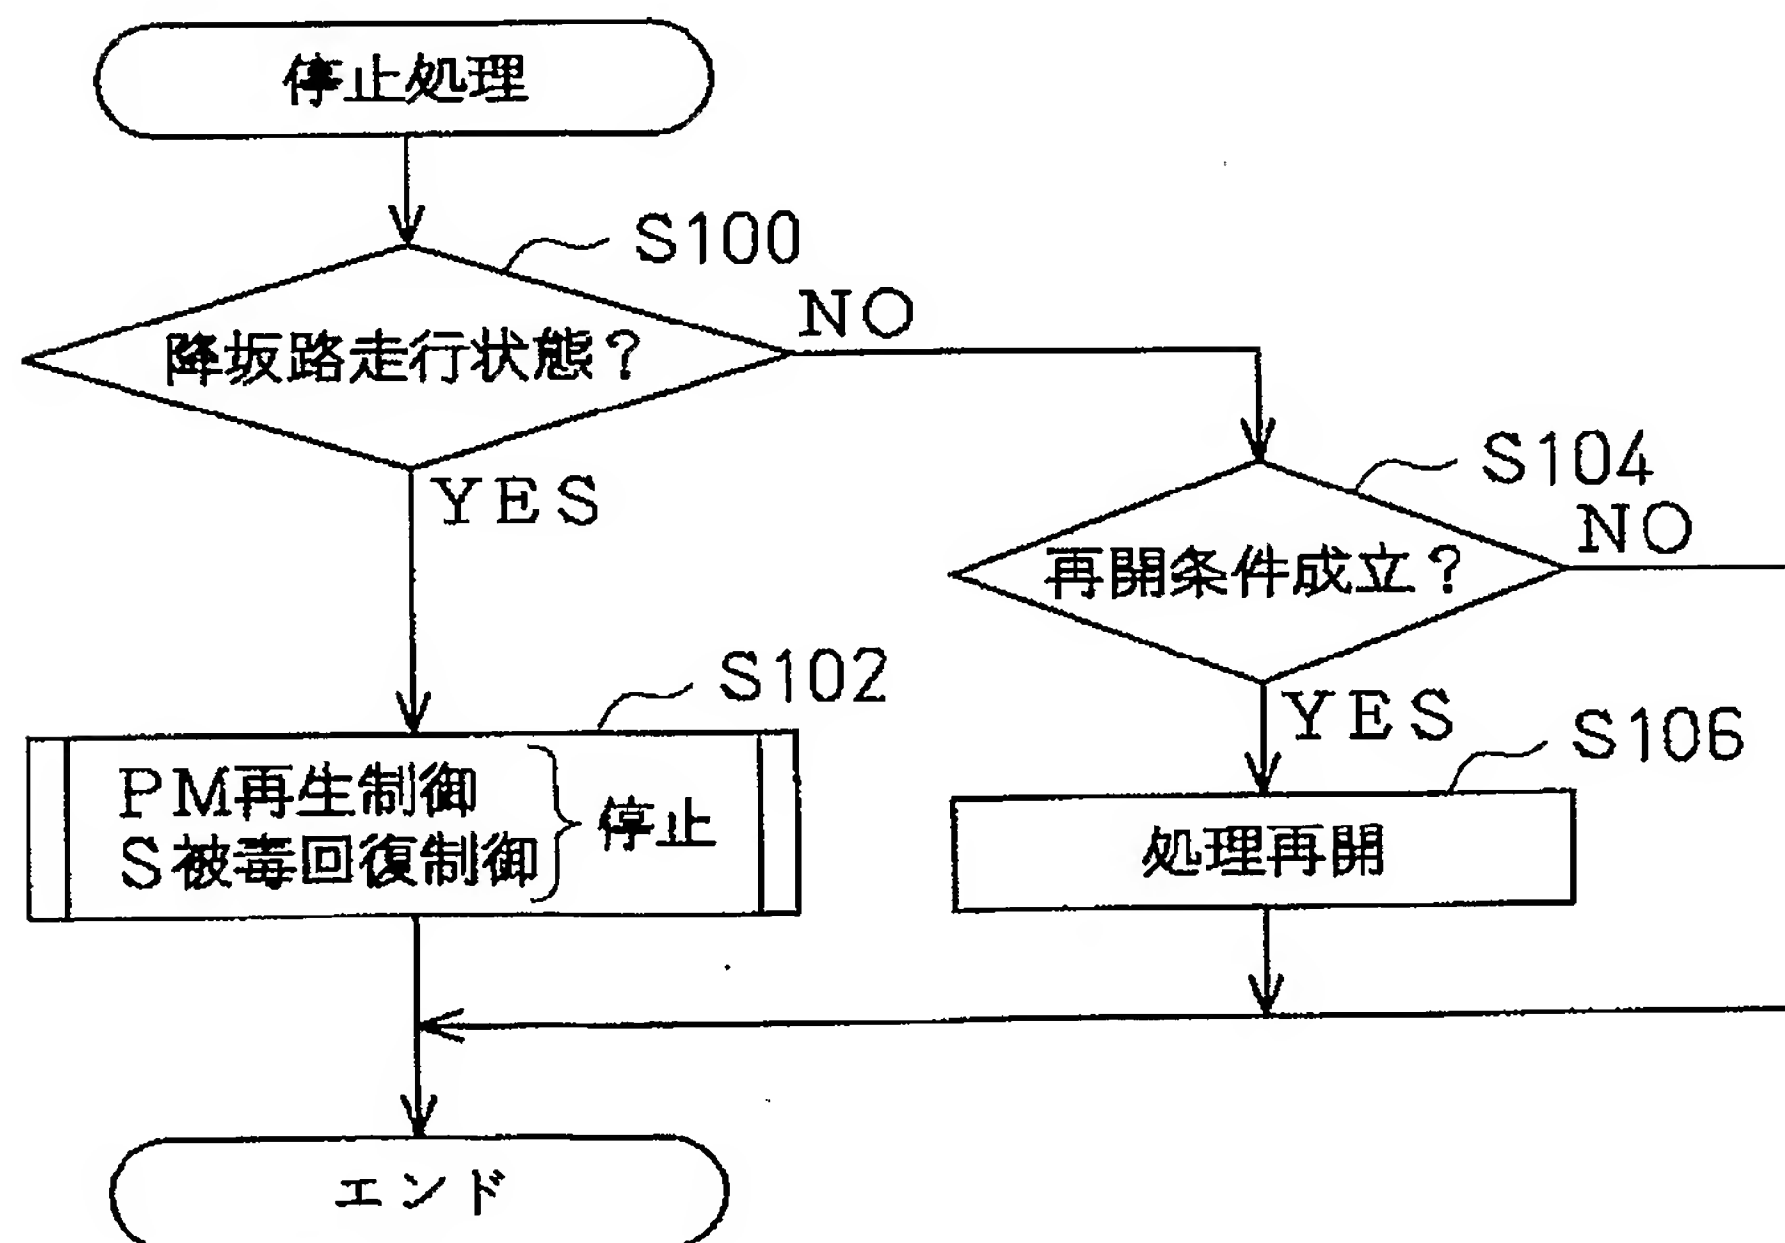 停止処理
S100
降坂路走行状態？
NO
YES
S104
再開条件成立？
NO
YES
S102
PM再生制御
S被毒回復制御
停止
S106
処理再開
エンド